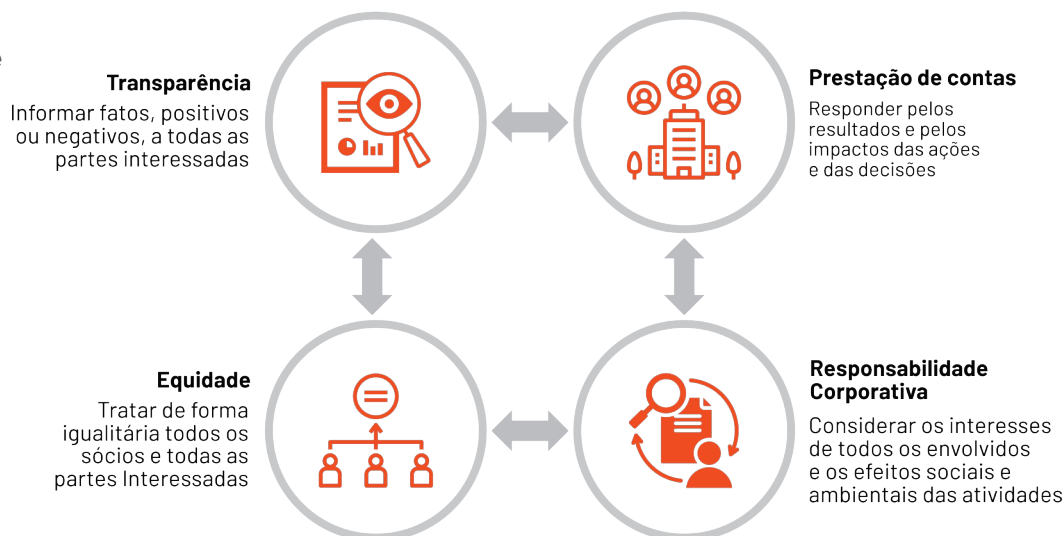 Transparência
Informar fatos, positivos
ou negativos, a todas as
partes interessadas
Prestação de contas
Responder pelos
resultados e pelos
impactos das ações
e das decisões
Equidade
Tratar de forma
igualitária todos os
sócios e todas as
partes Interessadas
Responsabilidade
Corporativa
Considerar os interesses
de todos os envolvidos
e os efeitos sociais e
ambientais das atividades